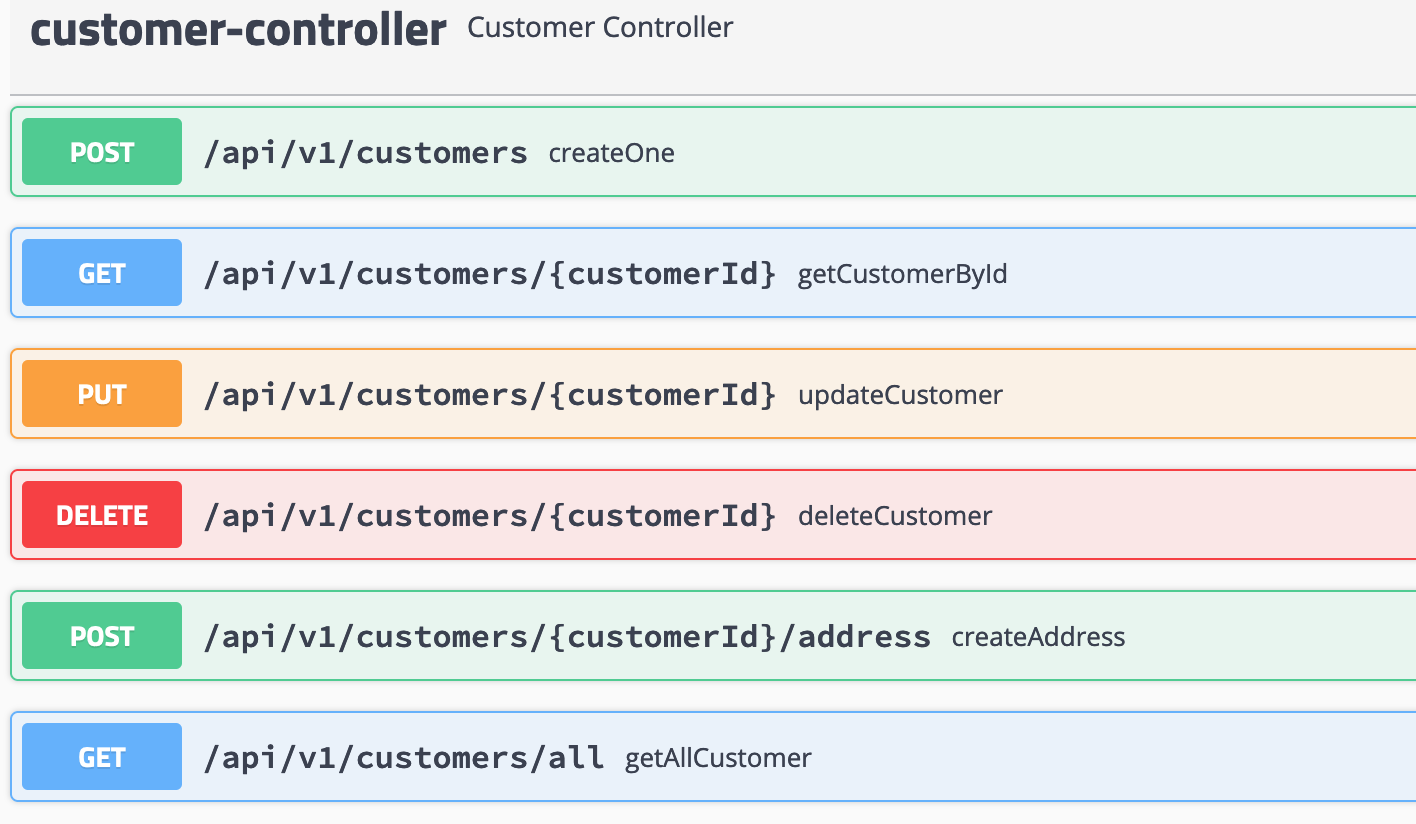 customer-controller Customer Controller
POST /api/v1/customers createOne
GET /api/v1/customers/{customerId} getCustomerById
PUT /api/v1/customers/{customerId} updateCustomer
DELETE /api/v1/customers/{customerId} deleteCustomer
POST /api/v1/customers/{customerId}/address createAddress
GET /api/v1/customers/all getAllCustomer